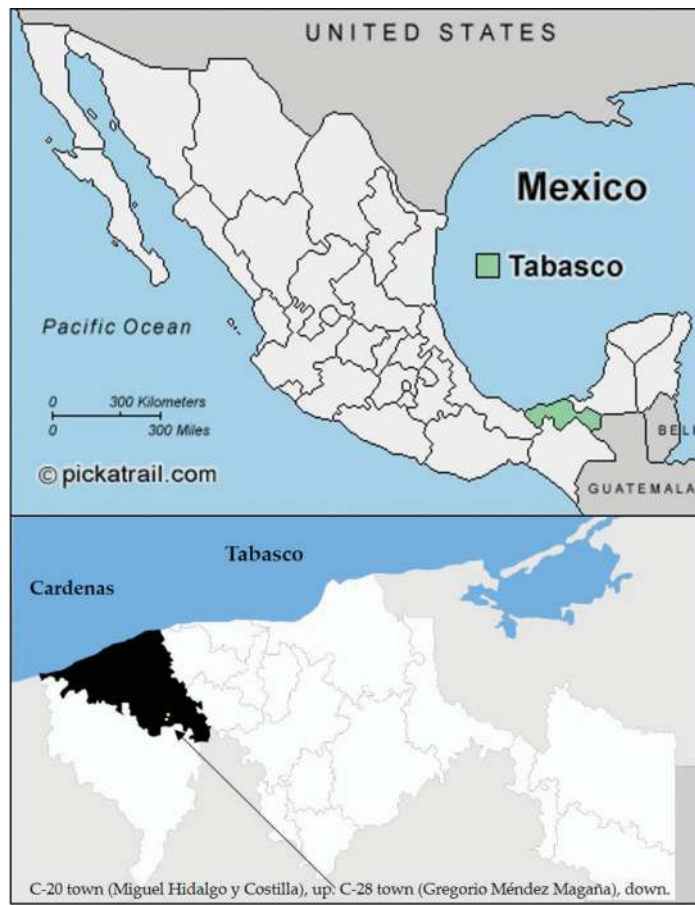 UNITED STATES
Mexico
Tabasco
Pacific Ocean
0 300 Kilometers
0 300 Miles
BELI
© pickatrail.com
GUATEMALA
Tabasco
Cardenas
C-20 town (Miguel Hidalgo y Costilla), up. C-28 town (Gregorio Méndez Magaña), down.